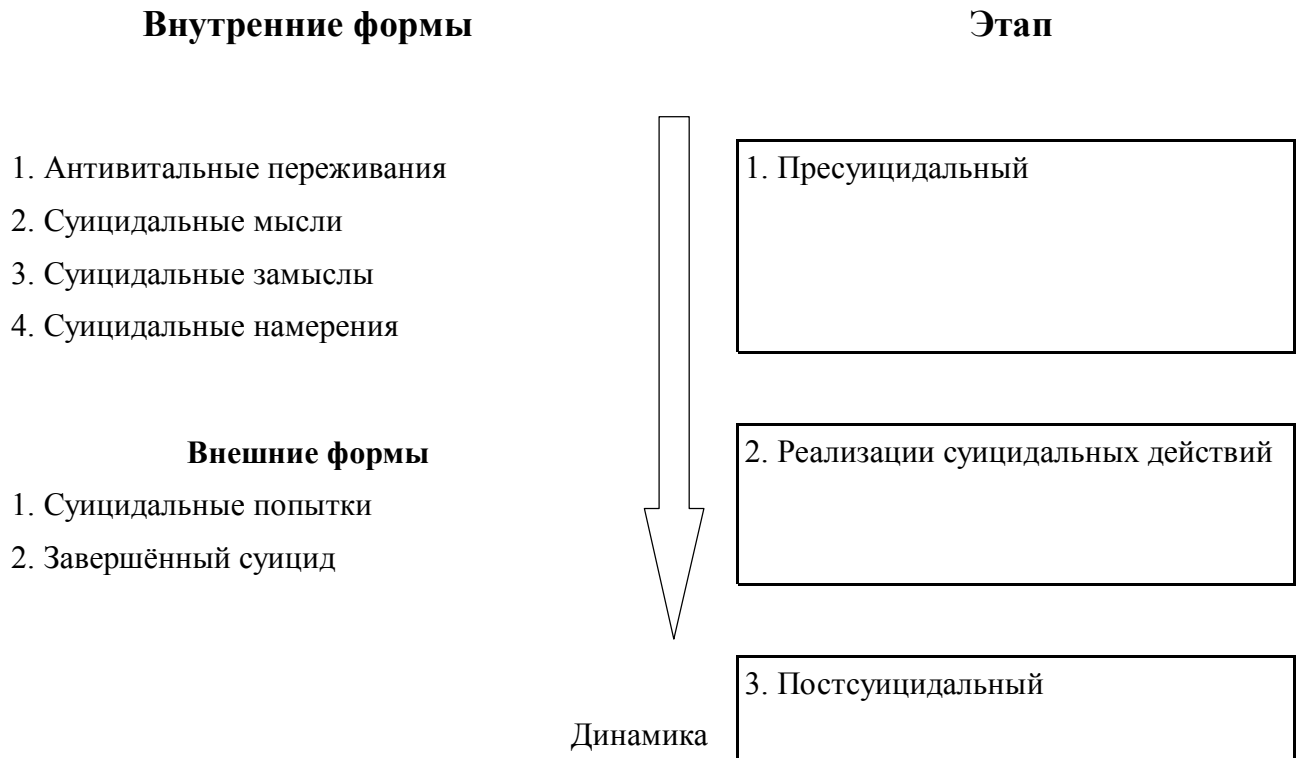 Внутренние формы
Этап
1. Антивитальные переживания
2. Суицидальные мысли
3. Суицидальные замыслы
4. Суицидальные намерения
1. Пресуицидальный
Внешние формы
1. Суицидальные попытки
2. Завершённый суицид
2. Реализации суицидальных действий
3. Постсуицидальный
Динамика